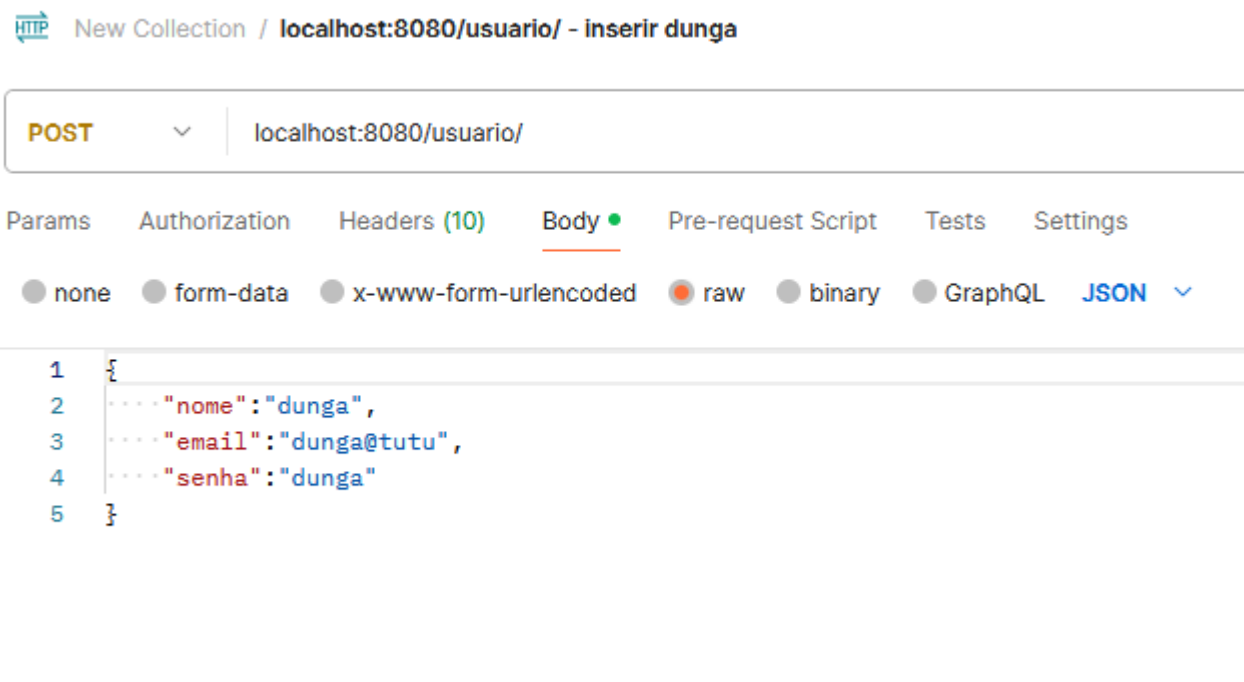 HTTP New Collection / localhost:8080/usuario/ - inserir dunga
POST localhost:8080/usuario/
Params Authorization Headers (10) Body Pre-request Script Tests Settings
none form-data x-www-form-urlencoded raw binary GraphQL JSON
1 {
2 ····"nome":"dunga",
3 ····"email":"dunga@tutu",
4 ····"senha":"dunga"
5 }